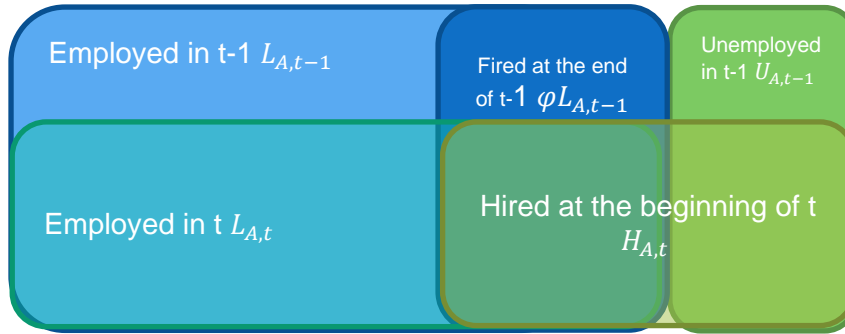 Employed in t-1 L_{A,t−1}
Fired at the end
of t-1 φL_{A,t−1}
Unemployed
in t-1 U_{A,t−1}
Employed in t L_{A,t}
Hired at the beginning of t
H_{A,t}